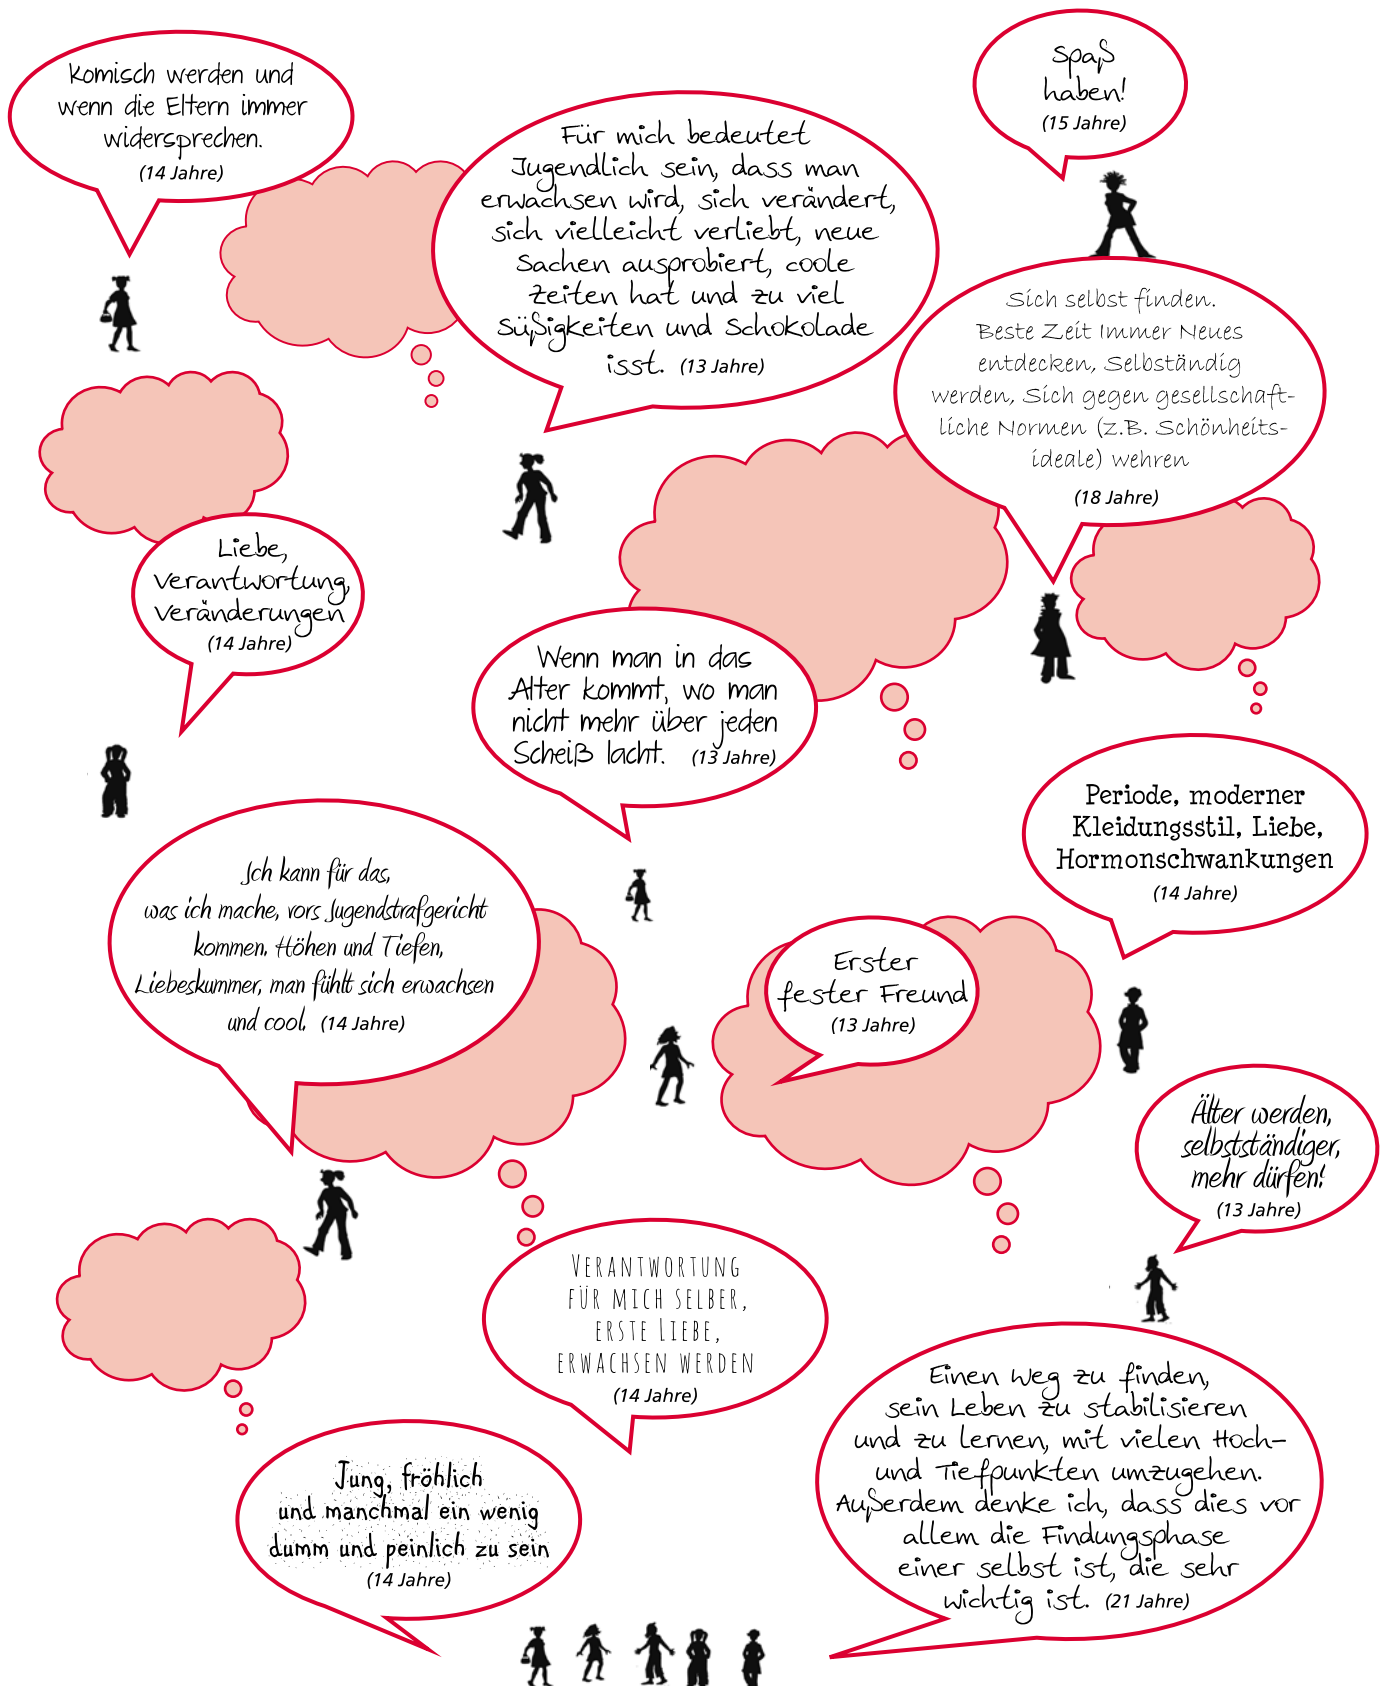 Komisch werden und
wenn die Eltern immer
widersprechen.
(14 Jahre)
Spaß
haben!
(15 Jahre)
Für mich bedeutet
Jugendlich sein, dass man
erwachsen wird, sich verändert,
sich vielleicht verliebt, neue
Sachen ausprobiert, coole
Zeiten hat und zu viel
Süßigkeiten und Schokolade
isst. (13 Jahre)
Sich selbst finden.
Beste Zeit Immer Neues
entdecken, Selbständig
werden, Sich gegen gesellschaft-
liche Normen (z.B. Schönheits-
ideale) wehren
(18 Jahre)
Liebe,
Verantwortung,
Veränderungen
(14 Jahre)
Wenn man in das
Alter kommt, wo man
nicht mehr über jeden
Scheiß lacht. (13 Jahre)
Periode, moderner
Kleidungsstil, Liebe,
Hormonschwankungen
(14 Jahre)
Ich kann für das,
was ich mache, vors Jugendstrafgericht
kommen. Höhen und Tiefen,
Liebeskummer, man fühlt sich erwachsen
und cool. (14 Jahre)
Erster
fester Freund
(13 Jahre)
Älter werden,
selbstständiger,
mehr dürfen!
(13 Jahre)
Verantwortung
für mich selber,
erste Liebe,
erwachsen werden
(14 Jahre)
Einen Weg zu finden,
sein Leben zu stabilisieren
und zu lernen, mit vielen Hoch-
und Tiefpunkten umzugehen.
Außerdem denke ich, dass dies vor
allem die Findungsphase
einer selbst ist, die sehr
wichtig ist. (21 Jahre)
Jung, fröhlich
und manchmal ein wenig
dumm und peinlich zu sein
(14 Jahre)